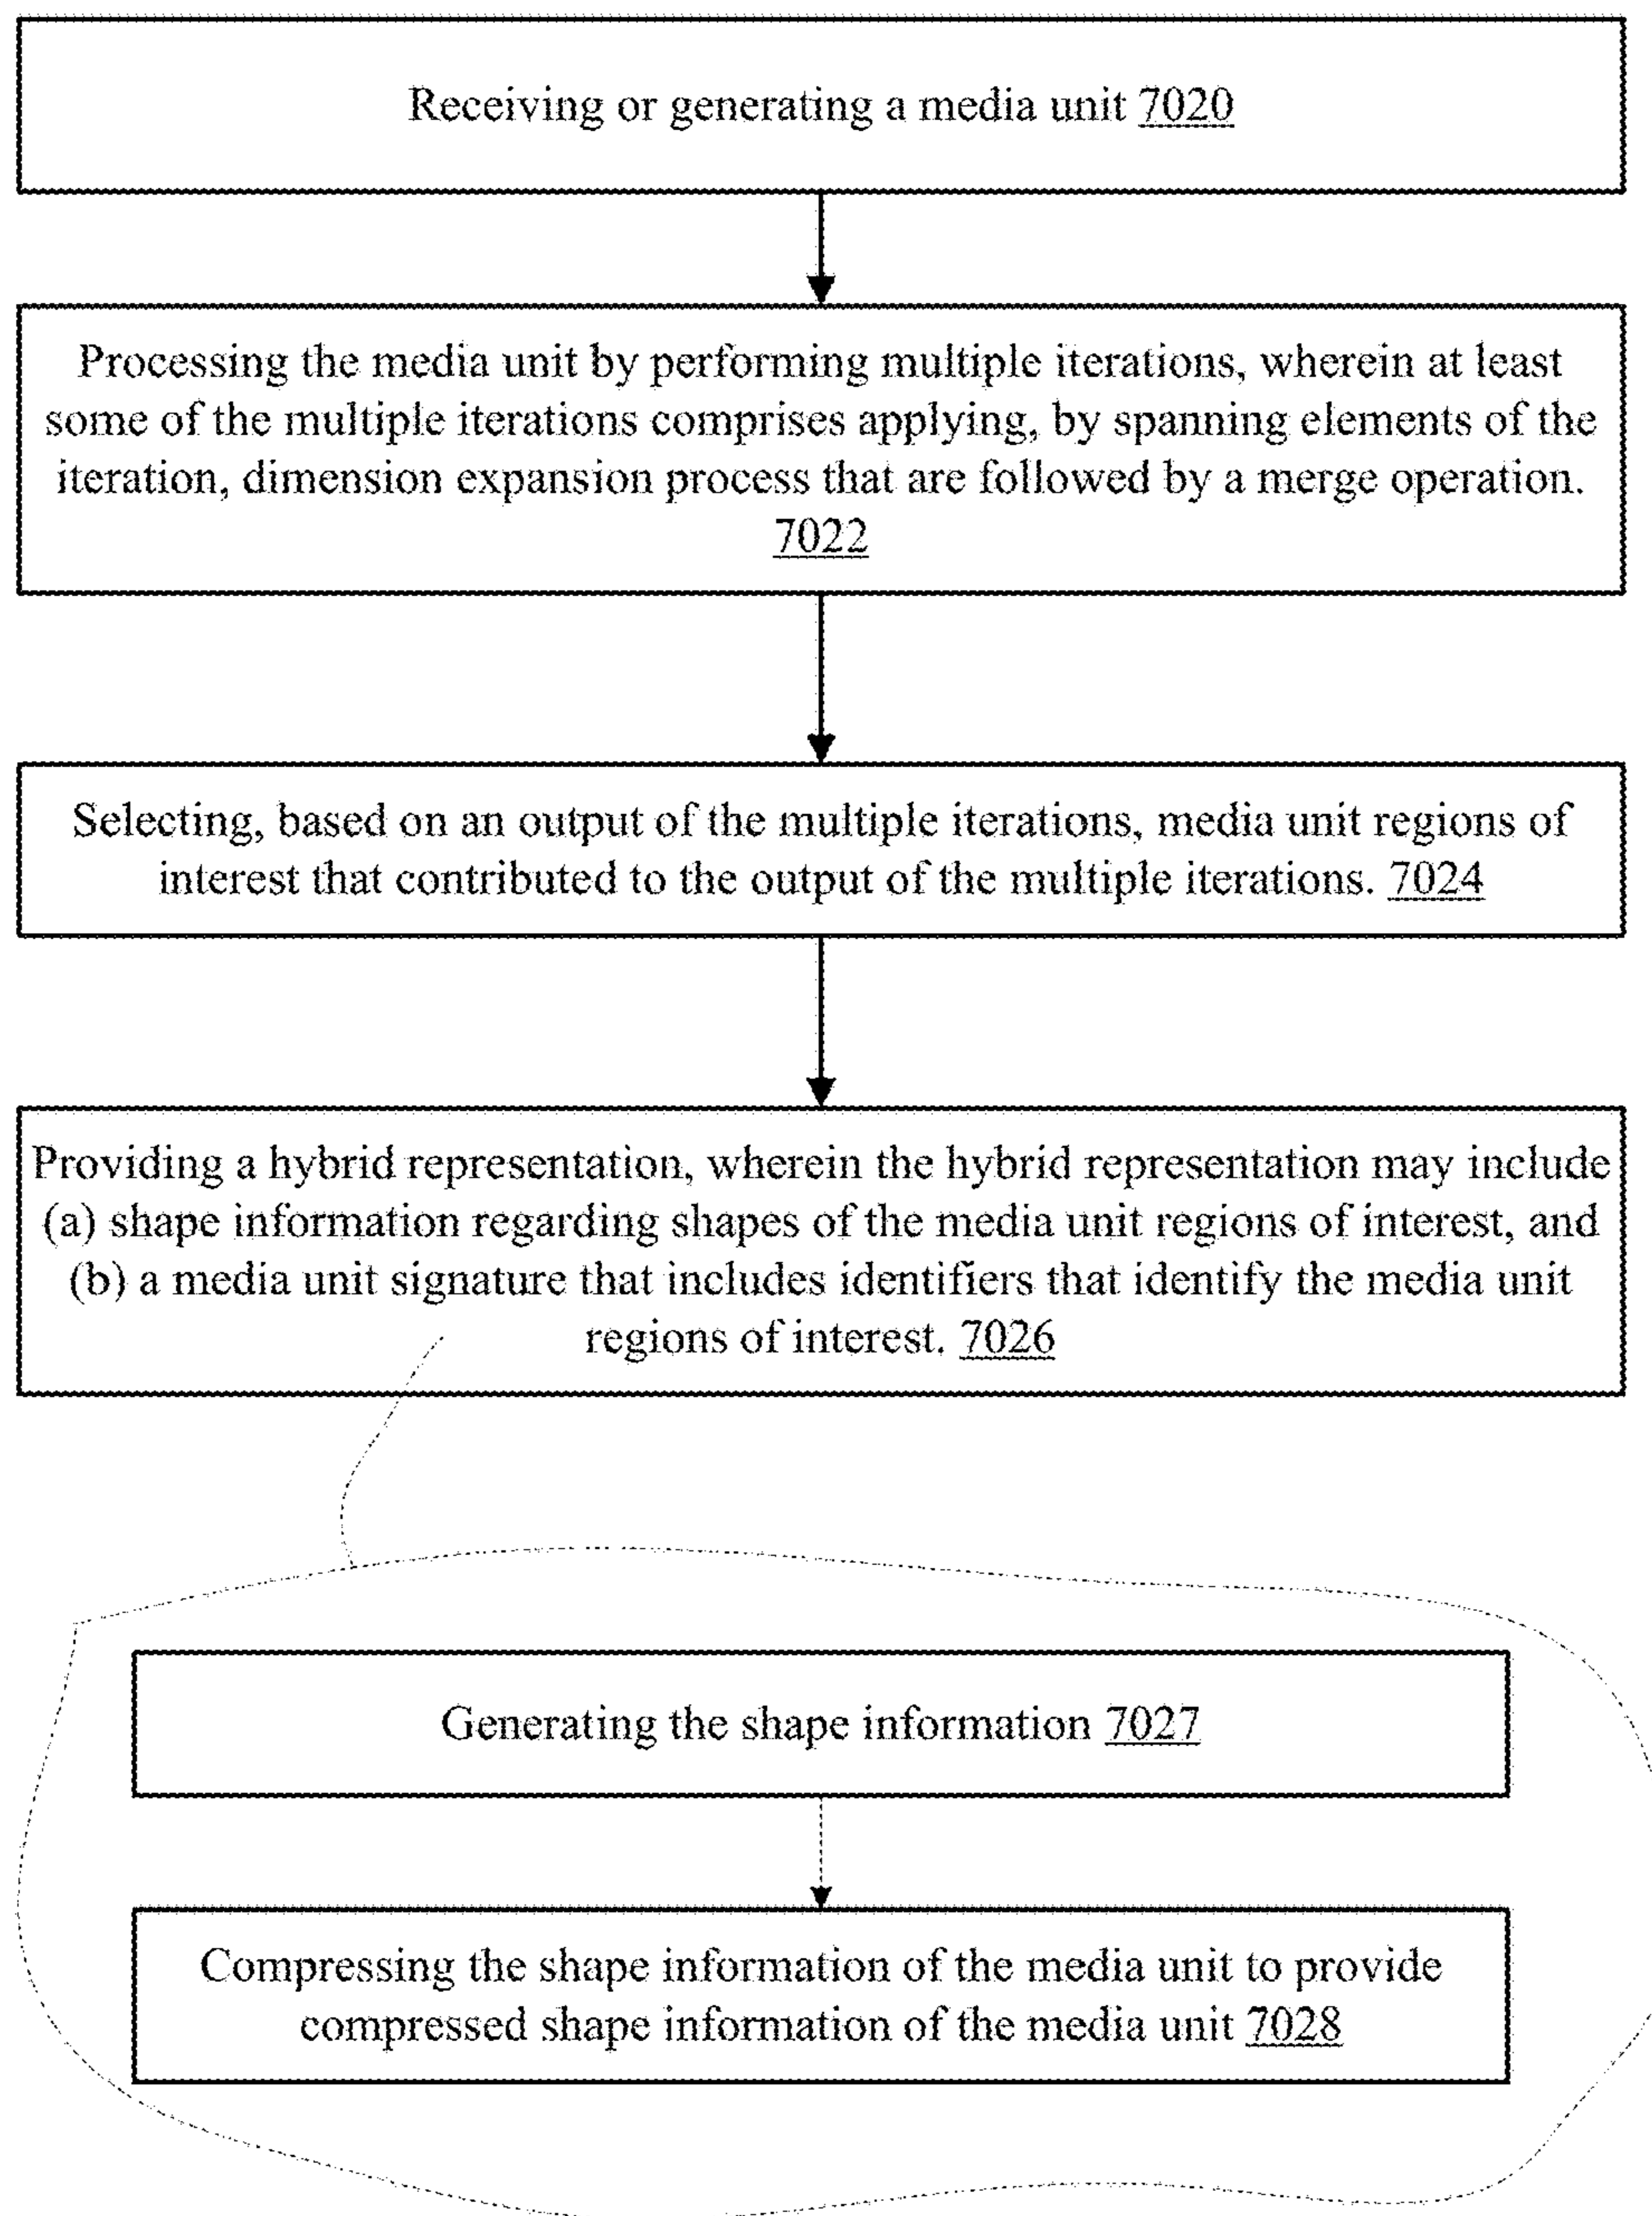 Receiving or generating a media unit 7020
Processing the media unit by performing multiple iterations, wherein at least
some of the multiple iterations comprises applying, by spanning elements of the
iteration, dimension expansion process that are followed by a merge operation.
7022
Selecting, based on an output of the multiple iterations, media unit regions of
interest that contributed to the output of the multiple iterations. 7024
Providing a hybrid representation, wherein the hybrid representation may include
(a) shape information regarding shapes of the media unit regions of interest, and
(b) a media unit signature that includes identifiers that identify the media unit
regions of interest. 7026
Generating the shape information 7027
Compressing the shape information of the media unit to provide
compressed shape information of the media unit 7028